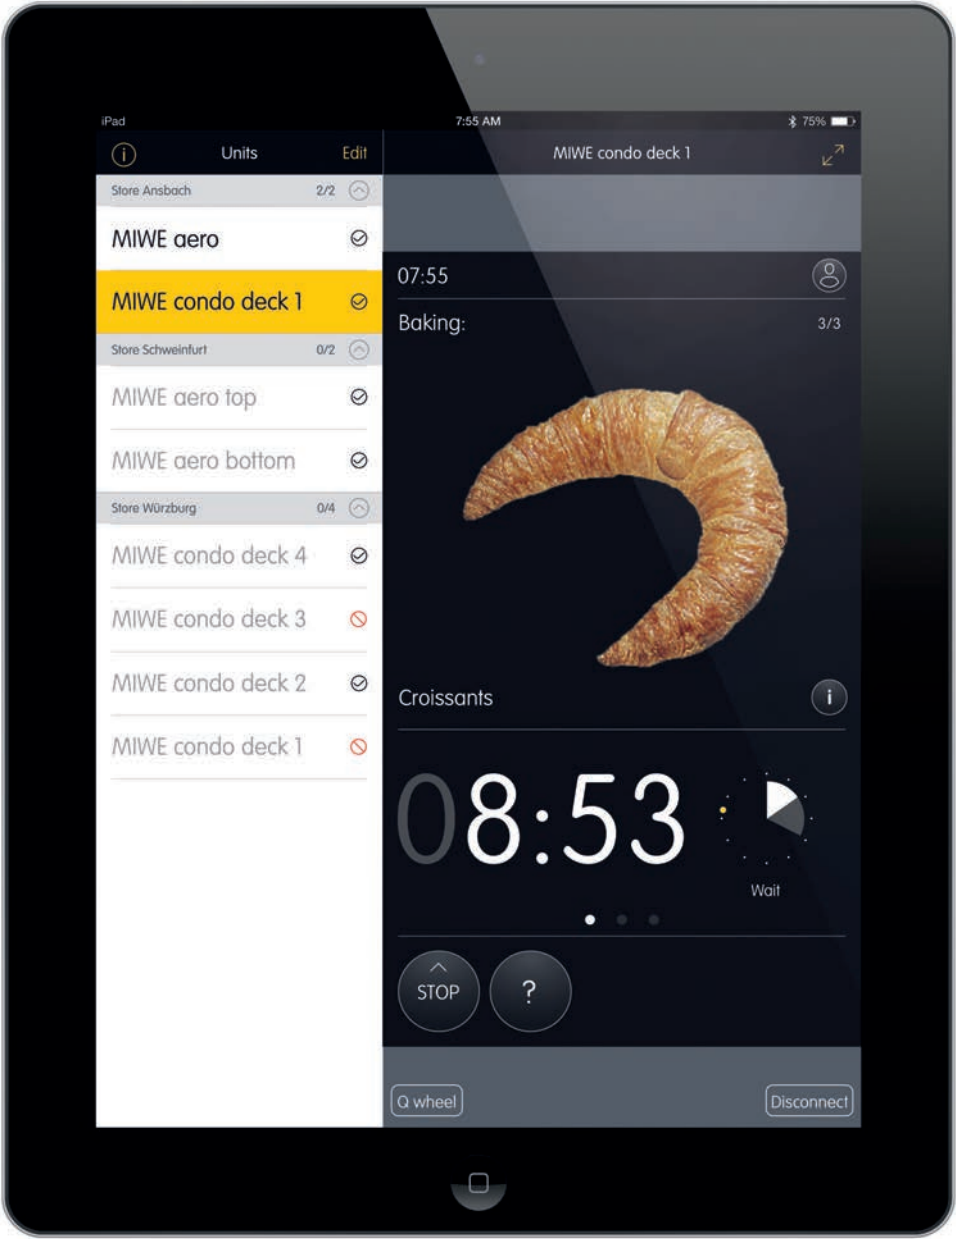 iPad 7:55 AM 75%
Units Edit
Store Ansbach 2/2
MIWE aero
MIWE condo deck 1
Store Schweinfurt 0/2
MIWE aero top
MIWE aero bottom
Store Würzburg 0/4
MIWE condo deck 4
MIWE condo deck 3
MIWE condo deck 2
MIWE condo deck 1
MIWE condo deck 1
07:55
Baking: 3/3
Croissants i
08:53
Wait
STOP ?
Q wheel Disconnect